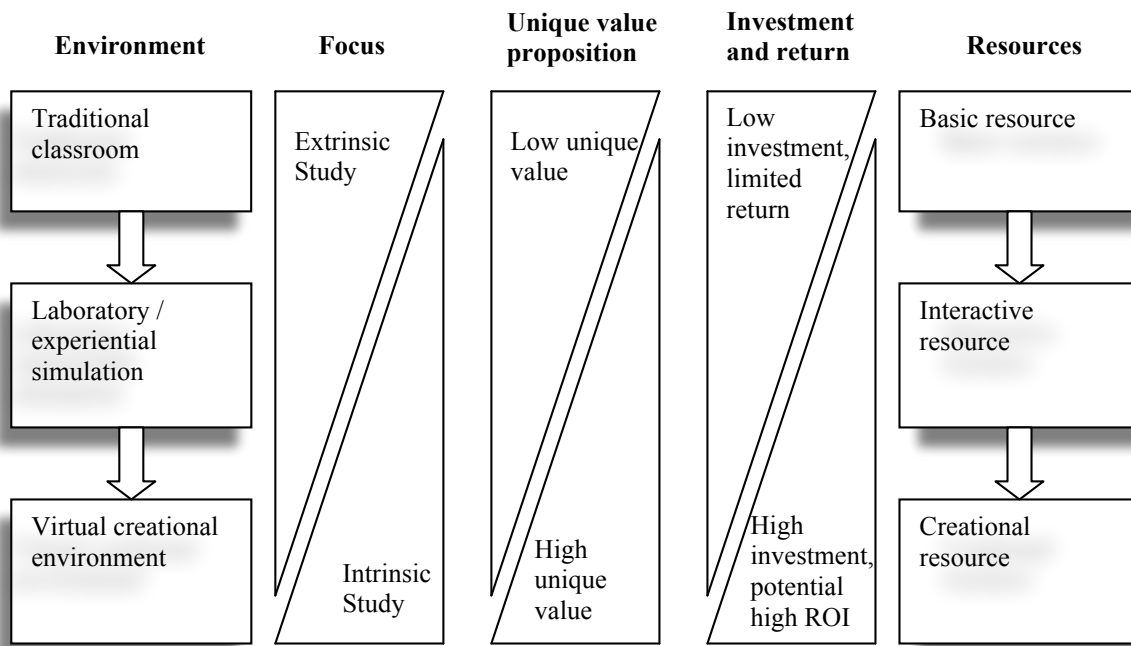 Environment
Focus
Unique value
proposition
Investment
and return
Resources
Traditional
classroom
Extrinsic
Study
Low unique
value
Low
investment,
limited
return
Basic resource
Laboratory /
experiential
simulation
Interactive
resource
Virtual creational
environment
Intrinsic
Study
High
unique
value
High
investment,
potential
high ROI
Creational
resource